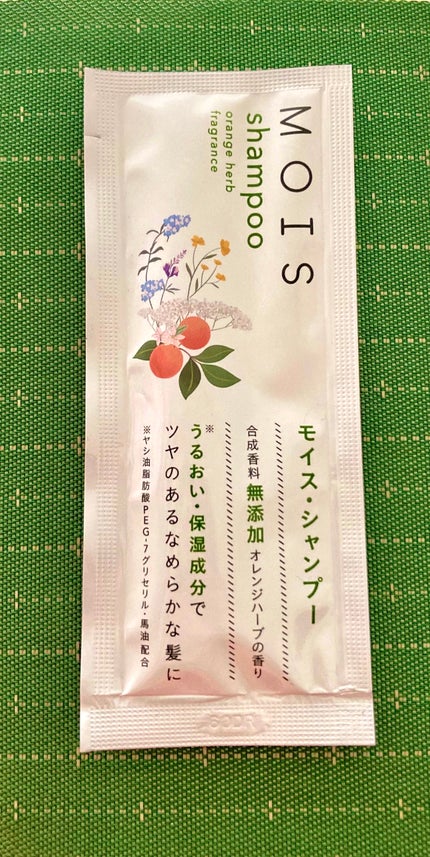 MOIS
shampoo
orange herb
fragrance
モイス・シャンプー
合成香料 無添加 オレンジハーブの香り
※
うるおい・保湿成分で
ツヤのあるなめらかな髪に
※ヤシ油脂肪酸PEG-7グリセリル・馬油配合